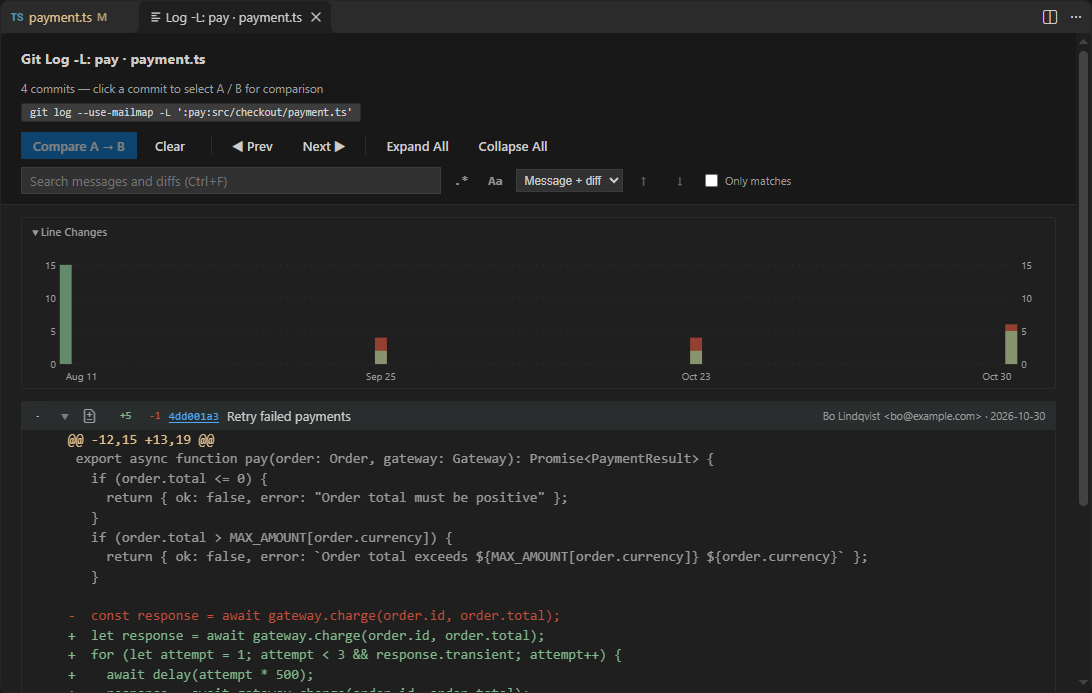 TS payment.ts M
Log -L: pay · payment.ts
Git Log -L: pay · payment.ts
4 commits — click a commit to select A / B for comparison
git log --use-mailmap -L ':pay:src/checkout/payment.ts'
Compare A → B Clear ◀ Prev Next ▶ Expand All Collapse All
Search messages and diffs (Ctrl+F) .* Aa Message + diff ↑ ↓ Only matches
▾ Line Changes
15 15
10 10
5 5
0 0
Aug 11 Sep 25 Oct 23 Oct 30
- ▾ +5 -1 4dd001a3 Retry failed payments Bo Lindqvist <bo@example.com> · 2026-10-30
@@ -12,15 +13,19 @@
export async function pay(order: Order, gateway: Gateway): Promise<PaymentResult> {
if (order.total <= 0) {
return { ok: false, error: "Order total must be positive" };
}
if (order.total > MAX_AMOUNT[order.currency]) {
return { ok: false, error: `Order total exceeds ${MAX_AMOUNT[order.currency]} ${order.currency}` };
}
- const response = await gateway.charge(order.id, order.total);
+ let response = await gateway.charge(order.id, order.total);
+ for (let attempt = 1; attempt < 3 && response.transient; attempt++) {
+ await delay(attempt * 500);
+ response = await gateway.charge(order.id, order.total);